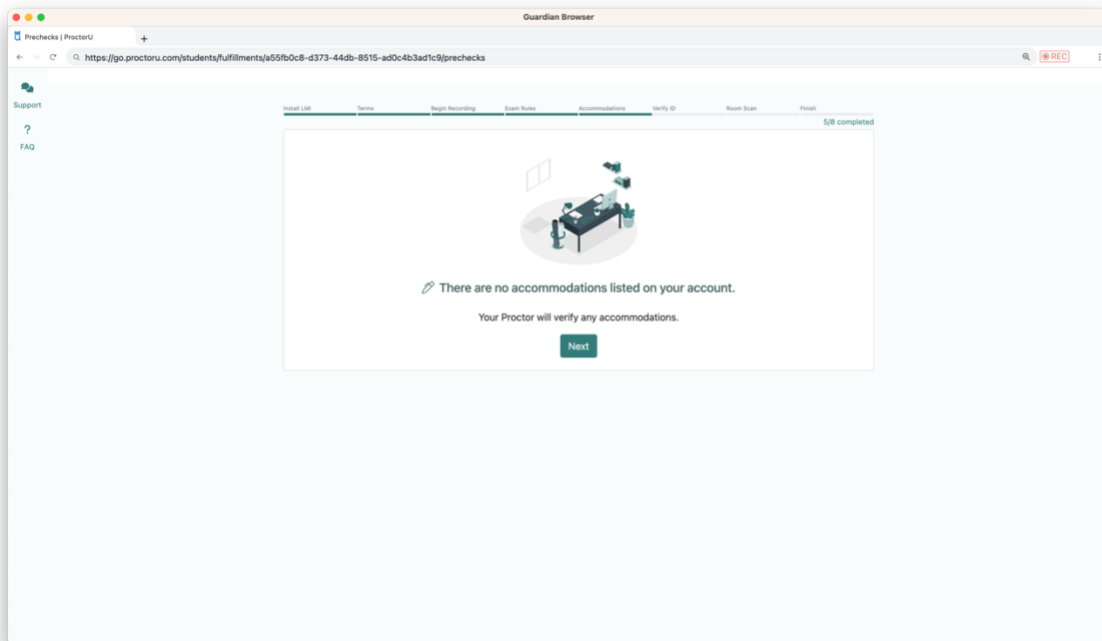 Guardian Browser
Prechecks | ProctorU
https://go.proctoru.com/students/fulfillments/a55fb0c8-d373-44db-8515-ad0c4b3ad1c9/prechecks
REC
Support
?
FAQ
Install LMI Terms Begin Recording Exam Rules Accommodations Verify ID Room Scan Finish
5/8 completed
There are no accommodations listed on your account.
Your Proctor will verify any accommodations.
Next